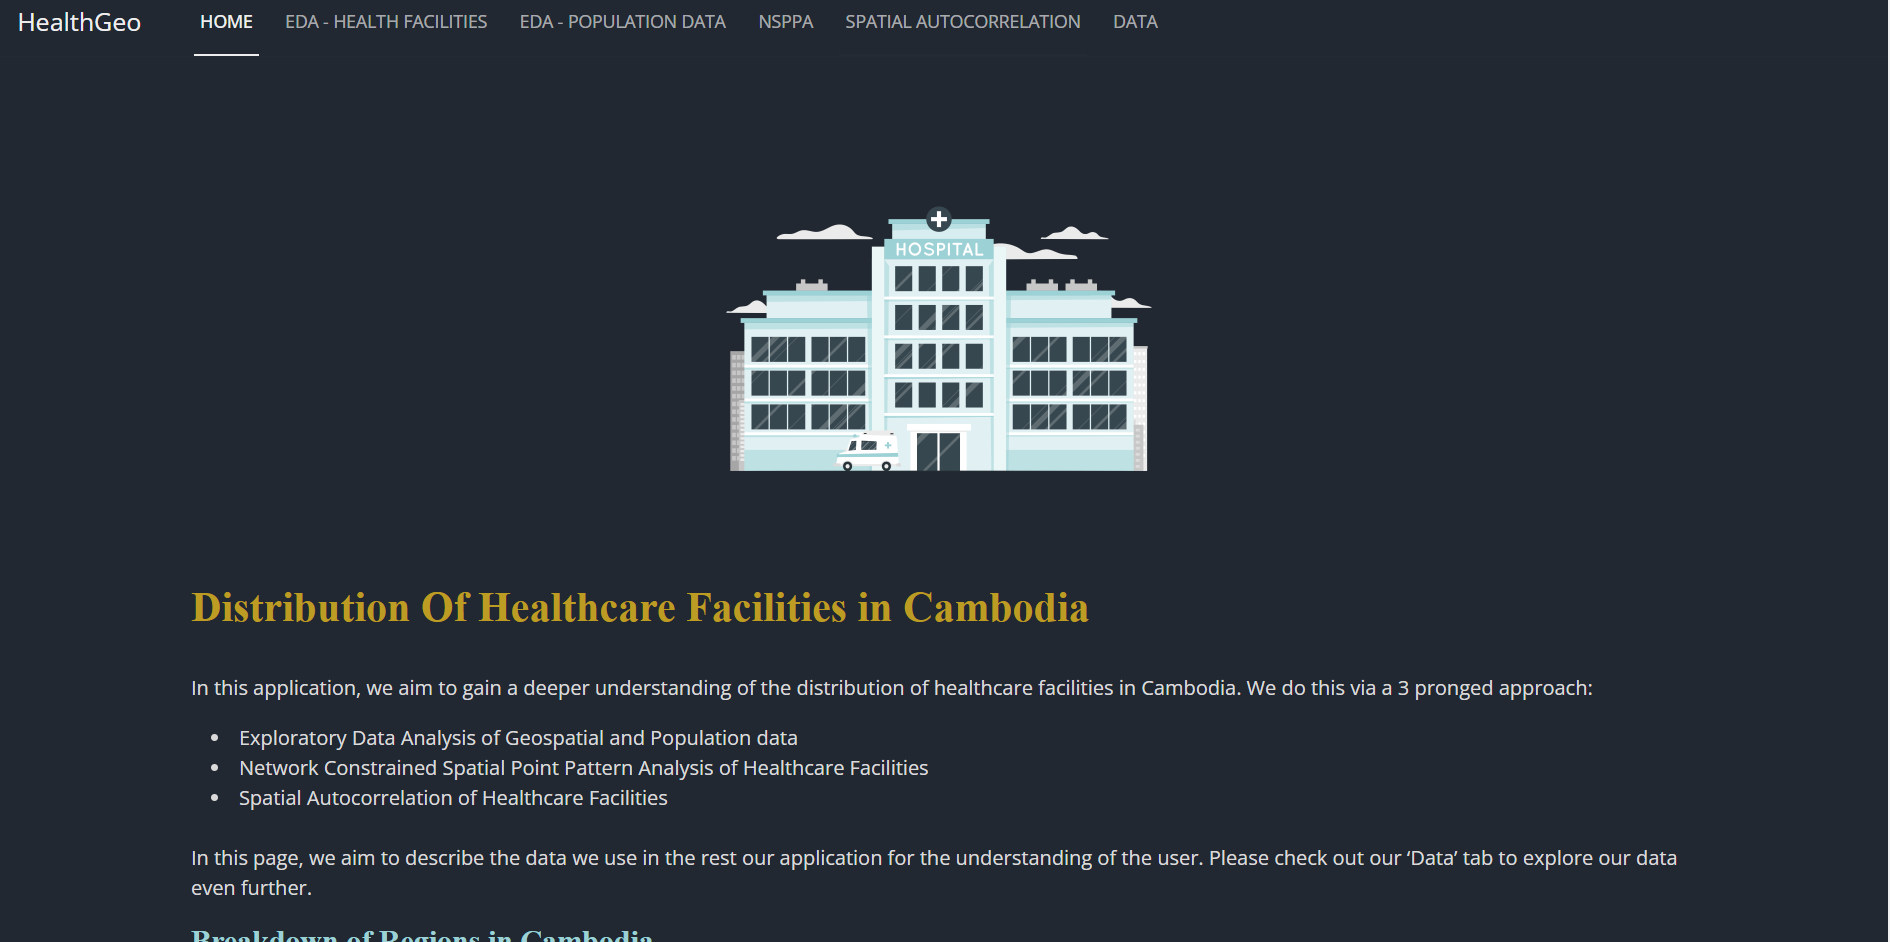 HealthGeo HOME EDA - HEALTH FACILITIES EDA - POPULATION DATA NSPPA SPATIAL AUTOCORRELATION DATA
HOSPITAL
Distribution Of Healthcare Facilities in Cambodia
In this application, we aim to gain a deeper understanding of the distribution of healthcare facilities in Cambodia. We do this via a 3 pronged approach:
• Exploratory Data Analysis of Geospatial and Population data
• Network Constrained Spatial Point Pattern Analysis of Healthcare Facilities
• Spatial Autocorrelation of Healthcare Facilities
In this page, we aim to describe the data we use in the rest our application for the understanding of the user. Please check out our ‘Data’ tab to explore our data
even further.
Breakdown of Regions in Cambodia